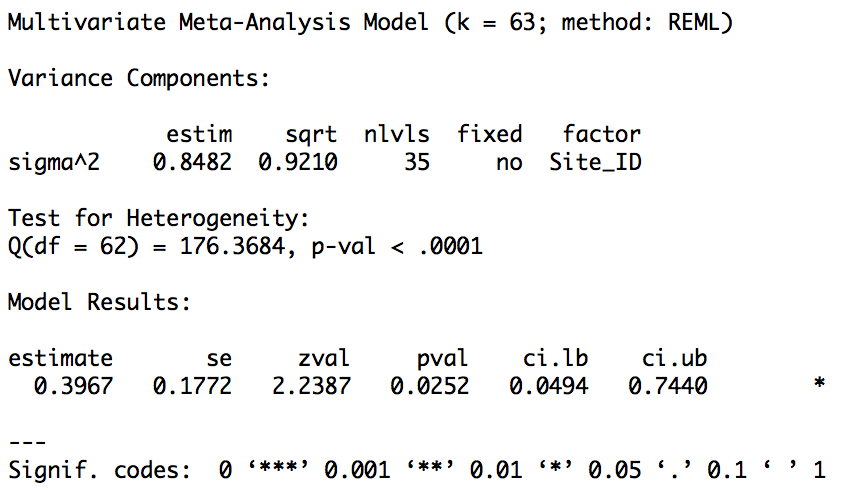 Multivariate Meta-Analysis Model (k = 63; method: REML)
Variance Components:
estim sqrt nlvls fixed factor
sigma^2 0.8482 0.9210 35 no Site_ID
Test for Heterogeneity:
Q(df = 62) = 176.3684, p-val < .0001
Model Results:
estimate se zval pval ci.lb ci.ub
0.3967 0.1772 2.2387 0.0252 0.0494 0.7440 *
---
Signif. codes: 0 ‘***’ 0.001 ‘**’ 0.01 ‘*’ 0.05 ‘.’ 0.1 ‘ ’ 1